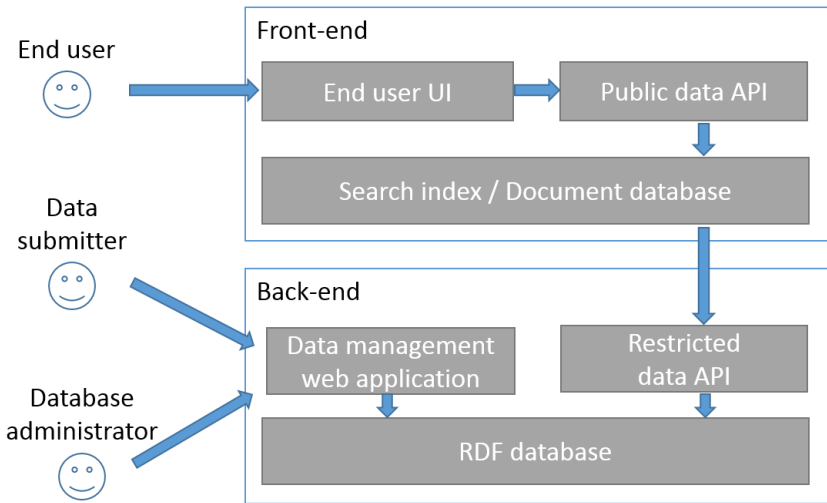 Front-end
End user
End user UI
Public data API
Search index / Document database
Data
submitter
Back-end
Data management
web application
Restricted
data API
Database
administrator
RDF database